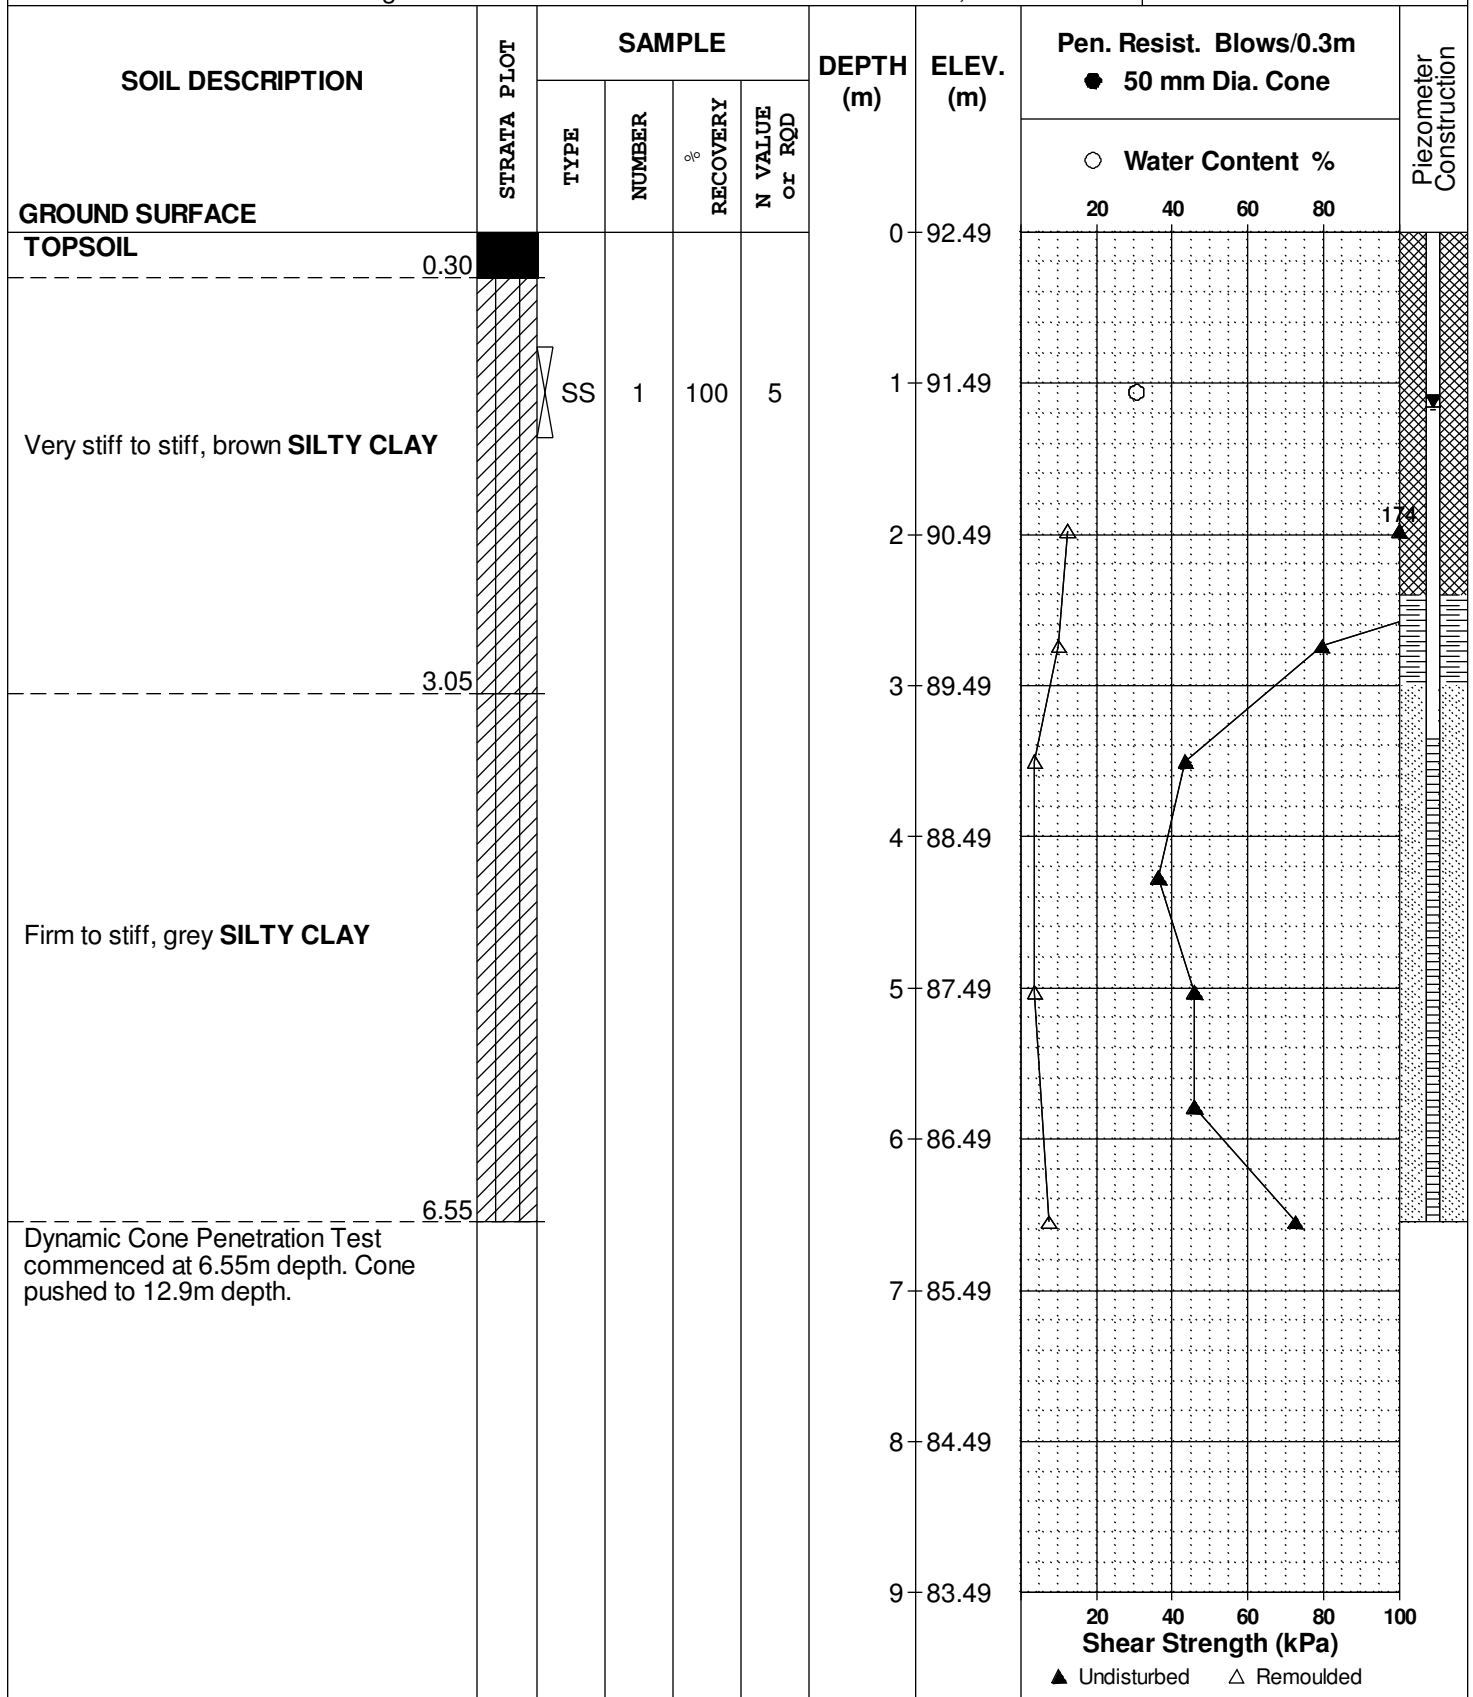 SOIL DESCRIPTION
GROUND SURFACE
STRATA PLOT
SAMPLE
TYPE
NUMBER
%
RECOVERY
N VALUE
or RQD
DEPTH
(m)
ELEV.
(m)
Pen. Resist. Blows/0.3m
● 50 mm Dia. Cone
○ Water Content %
20 40 60 80
Piezometer
Construction
TOPSOIL
0.30
0 92.49
SS 1 100 5
1 91.49
Very stiff to stiff, brown SILTY CLAY
174
2 90.49
3.05
3 89.49
4 88.49
Firm to stiff, grey SILTY CLAY
5 87.49
6 86.49
6.55
Dynamic Cone Penetration Test
commenced at 6.55m depth. Cone
pushed to 12.9m depth.
7 85.49
8 84.49
9 83.49
20 40 60 80 100
Shear Strength (kPa)
▲ Undisturbed △ Remoulded